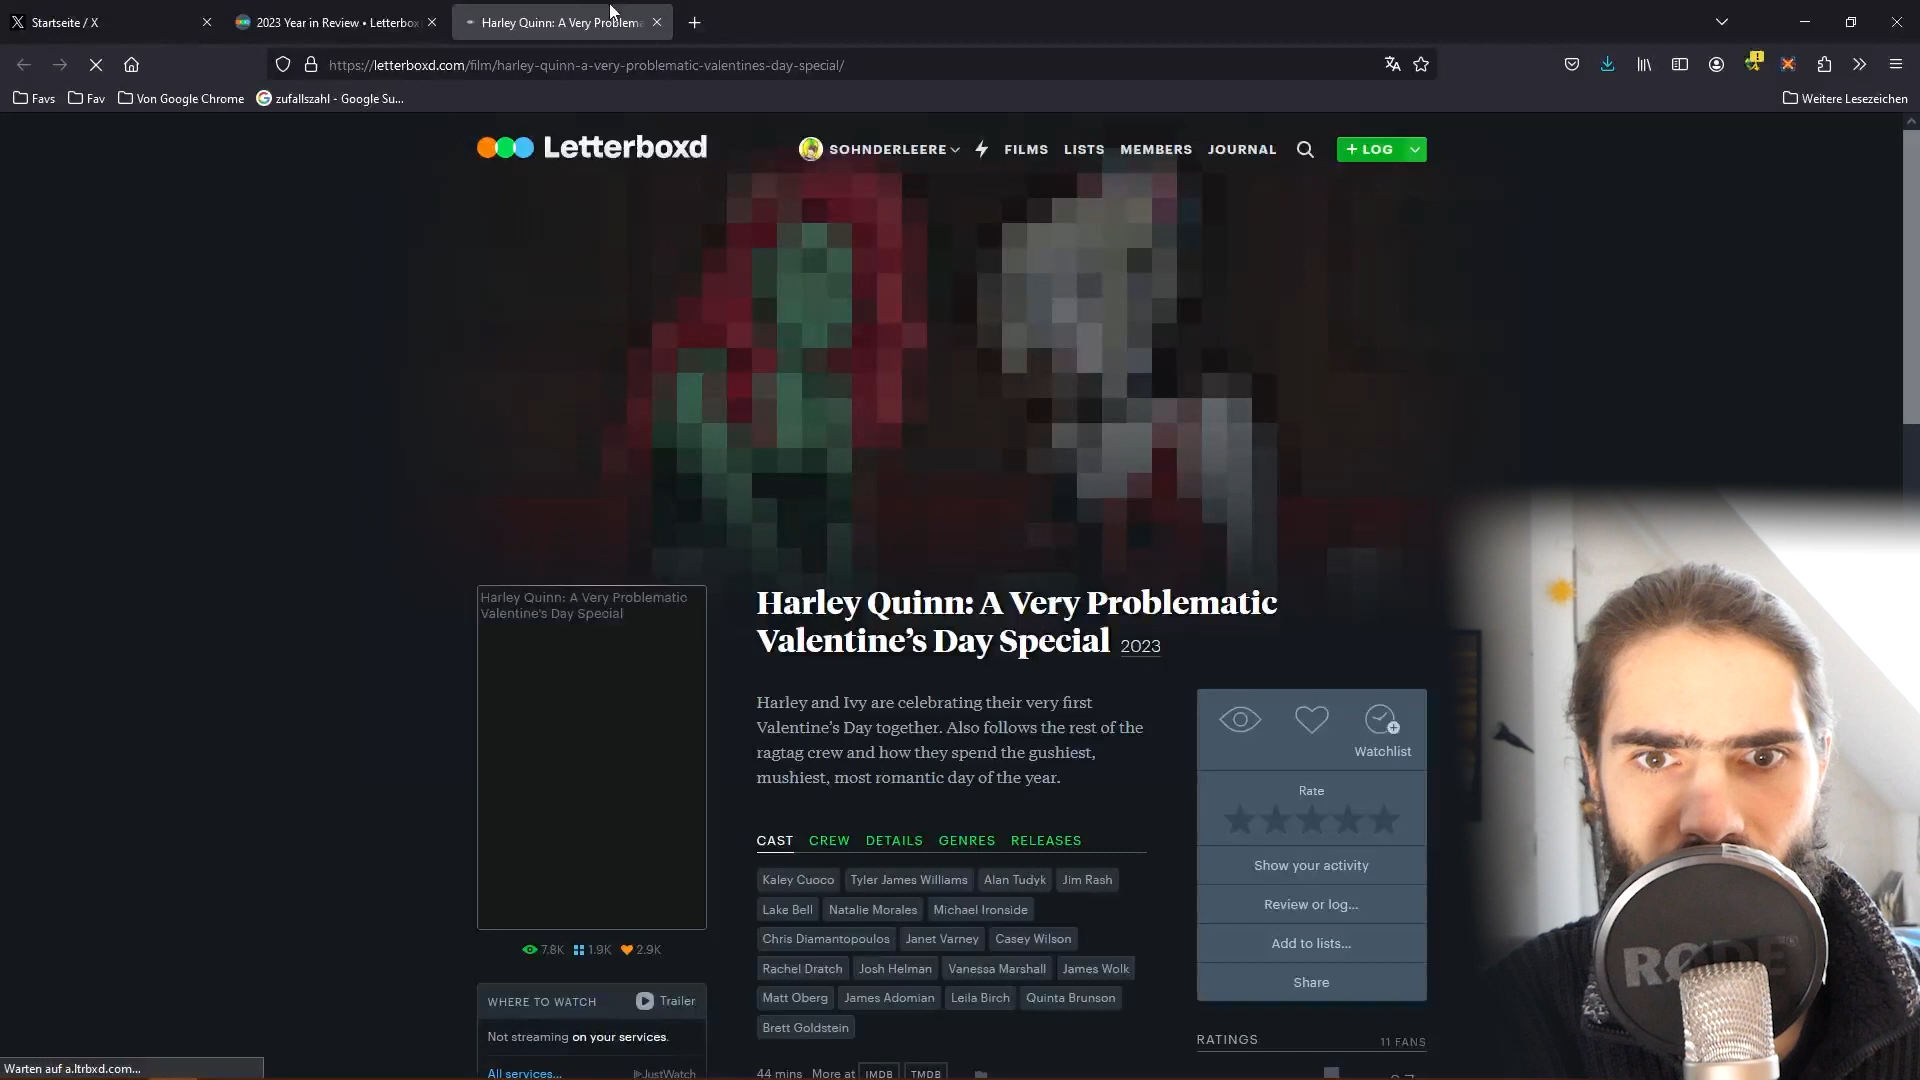 Startseite / X
2023 Year in Review • Letterbox
Harley Quinn: A Very Problema
https://letterboxd.com/film/harley-quinn-a-very-problematic-valentines-day-special/
Favs
Fav
Von Google Chrome
zufallszahl - Google Su...
Weitere Lesezeichen
Letterboxd
SOHNDERLEERE
FILMS
LISTS
MEMBERS
JOURNAL
+ LOG
Harley Quinn: A Very Problematic
Valentine's Day Special
Harley Quinn: A Very Problematic
Valentine’s Day Special 2023
Harley and Ivy are celebrating their very first
Valentine’s Day together. Also follows the rest of the
ragtag crew and how they spend the gushiest,
mushiest, most romantic day of the year.
Watchlist
Rate
Show your activity
Review or log...
Add to lists...
Share
CAST CREW DETAILS GENRES RELEASES
Kaley Cuoco Tyler James Williams Alan Tudyk Jim Rash
Lake Bell Natalie Morales Michael Ironside
Chris Diamantopoulos Janet Varney Casey Wilson
Rachel Dratch Josh Helman Vanessa Marshall James Wolk
Matt Oberg James Adomian Leila Birch Quinta Brunson
Brett Goldstein
7.8K 1.9K 2.9K
WHERE TO WATCH Trailer
Not streaming on your services.
All services... JustWatch
RATINGS 11 FANS
44 mins More at IMDB TMDB
RØDE
Warten auf a.ltrbxd.com...